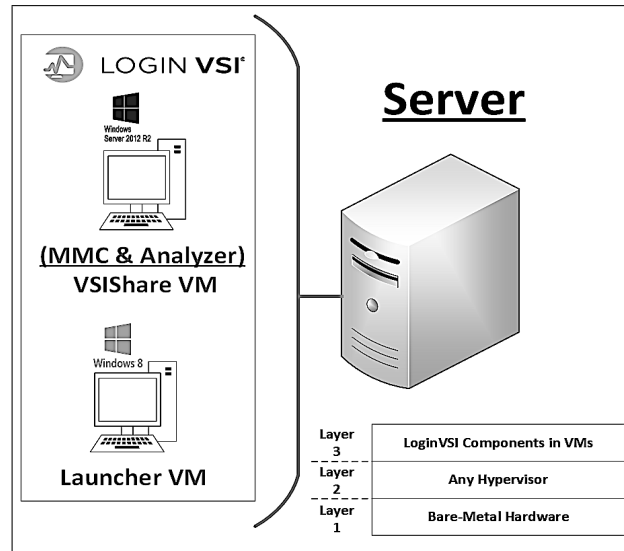 LOGIN VSI
Windows
Server 2012 R2
(MMC & Analyzer)
VSIShare VM
Windows 8
Launcher VM
Server
Layer
3
LoginVSI Components in VMs
Layer
2
Any Hypervisor
Layer
1
Bare-Metal Hardware